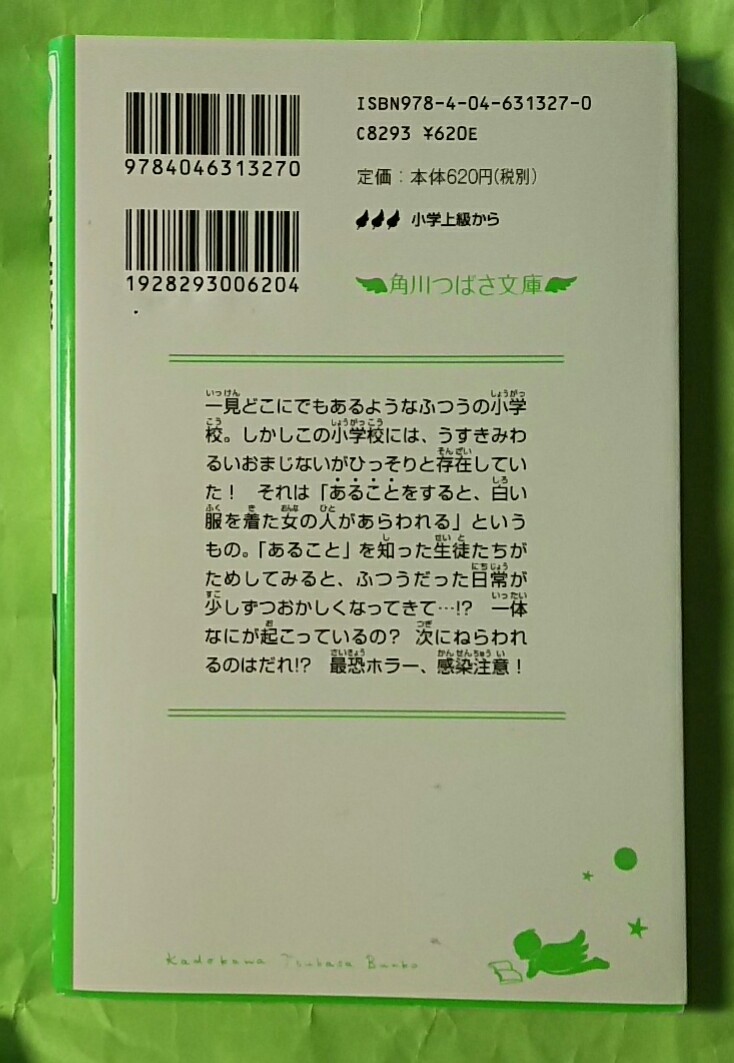 9784046313270
1928293006204
ISBN978-4-04-631327-0
C8293 ¥620E
定価：本体620円(税別)
小学上級から
角川つばさ文庫
一見どこにでもあるようなふつうの小学
校。しかしこの小学校には、うすきみわ
るいおまじないがひっそりと存在してい
た！ それは「あることをすると、白い
服を着た女の人があらわれる」という
もの。「あること」を知った生徒たちが
ためしてみると、ふつうだった日常が
少しずつおかしくなってきて…!? 一体
なにが起こっているの？ 次にねらわれ
るのはだれ!? 最恐ホラー、感染注意！
Kadokawa Tsubasa Bunko